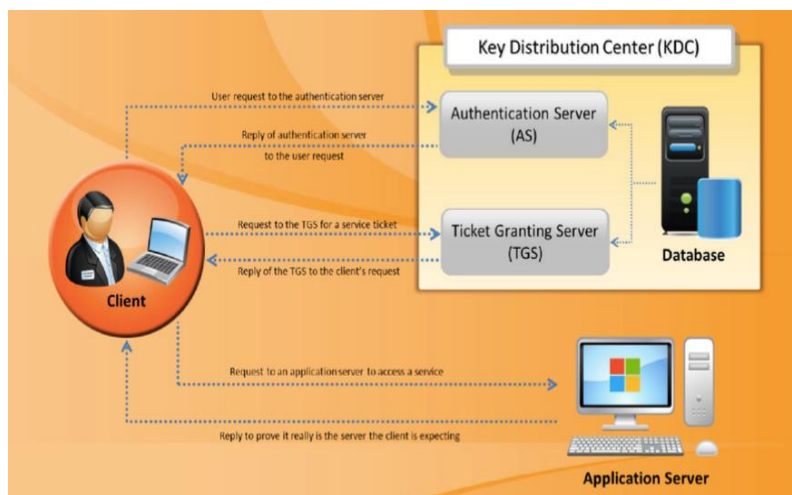 Key Distribution Center (KDC)
User request to the authentication server
Authentication Server
(AS)
Reply of authentication server
to the user request
Request to the TGS for a service ticket
Ticket Granting Server
(TGS)
Reply of the TGS to the client's request
Database
Client
Request to an application server to access a service
Reply to prove it really is the server the client is expecting
Application Server